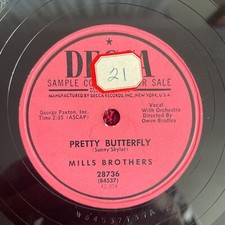 DECCA
SAMPLE CO FOR SALE
MANUFACTURED BY DECCA RECORDS, INC., NEW YORK, U.S.A.
21
George Paxton, Inc.
Time 2:35 (ASCAP)
Vocal
With Orchestra
Directed By
Owen Bradley
PRETTY BUTTERFLY
(Sunny Skylar)
MILLS BROTHERS
28736
(84537)